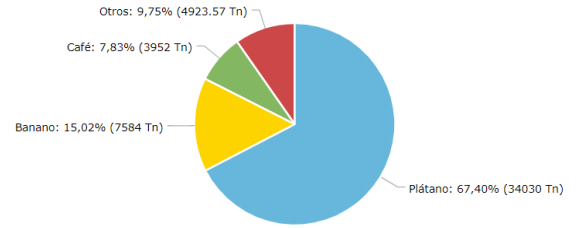 Otros: 9,75% (4923.57 Tn)
Café: 7,83% (3952 Tn)
Banano: 15,02% (7584 Tn)
Plátano: 67,40% (34030 Tn)